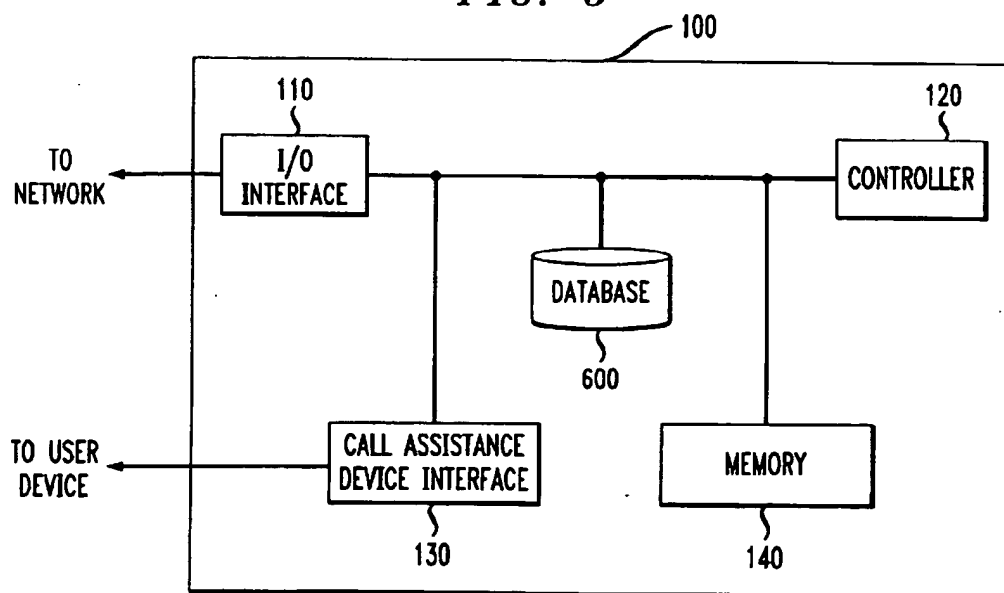 100
110
120
I/O
INTERFACE
CONTROLLER
TO
NETWORK
DATABASE
600
CALL ASSISTANCE
DEVICE INTERFACE
MEMORY
TO USER
DEVICE
130
140